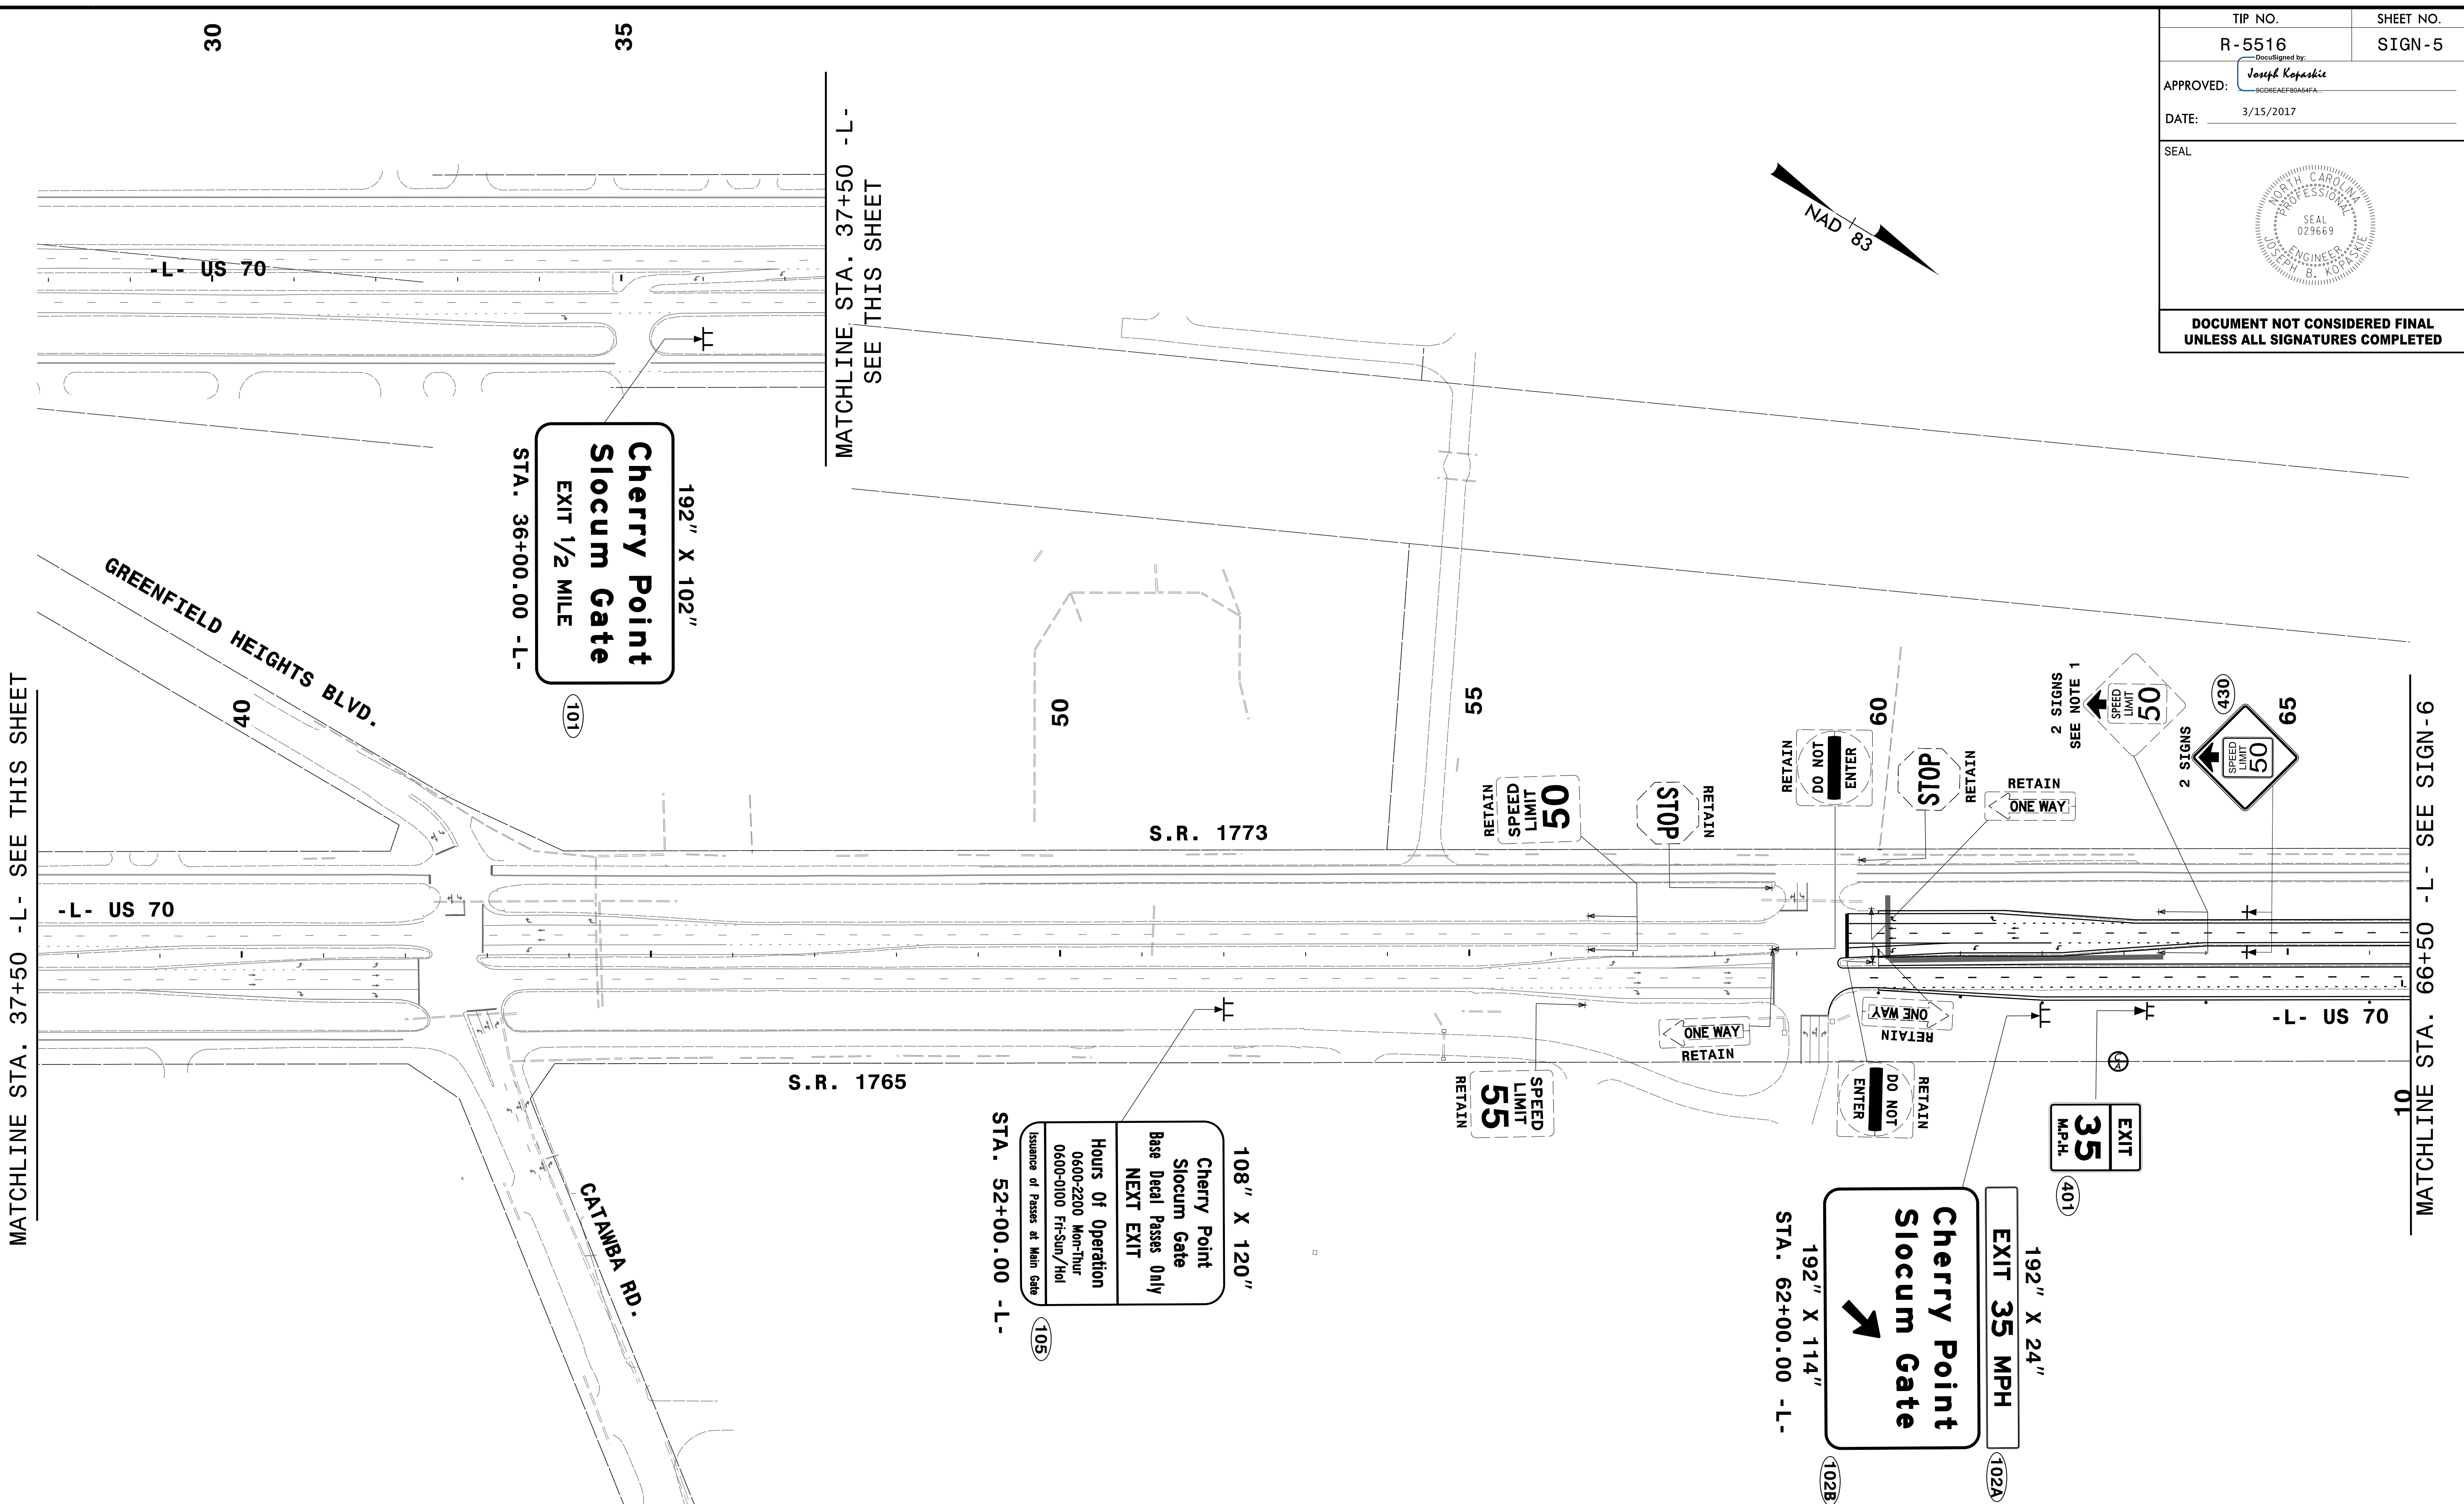 TIP NO.
SHEET NO.
R-5516
SIGN-5
DocuSigned by:
Joseph Kopaskie
9CD6EAEF80A54FA...
APPROVED:
DATE:
3/15/2017
SEAL
NORTH CAROLINA
PROFESSIONAL
SEAL
029669
ENGINEER
JOSEPH B. KOPASKIE
DOCUMENT NOT CONSIDERED FINAL
UNLESS ALL SIGNATURES COMPLETED
30
35
MATCHLINE STA. 37+50 -L-
SEE THIS SHEET
NAD 83
-L- US 70
192" X 102"
Cherry Point
Slocum Gate
EXIT 1/2 MILE
STA. 36+00.00 -L-
101
GREENFIELD HEIGHTS BLVD.
MATCHLINE STA. 37+50 -L- SEE THIS SHEET
40
50
55
60
65
-L- US 70
S.R. 1773
RETAIN
SPEED
LIMIT
50
STOP
RETAIN
RETAIN
DO NOT
ENTER
STOP
RETAIN
RETAIN
ONE WAY
2 SIGNS
SEE NOTE 1
SPEED
LIMIT
50
2 SIGNS
SPEED
LIMIT
50
430
MATCHLINE STA. 66+50 -L- SEE SIGN-6
S.R. 1765
CATAWBA RD.
108" X 120"
Cherry Point
Slocum Gate
Base Decal Passes Only
NEXT EXIT
Hours Of Operation
0600-2200 Mon-Thur
0600-0100 Fri-Sun/Hol
Issuance of Passes at Main Gate
STA. 52+00.00 -L-
105
SPEED
LIMIT
55
RETAIN
ONE WAY
RETAIN
ONE WAY
RETAIN
RETAIN
DO NOT
ENTER
-L- US 70
C/A
10
EXIT
35
M.P.H.
401
192" X 24"
EXIT 35 MPH
102A
Cherry Point
Slocum Gate
192" X 114"
STA. 62+00.00 -L-
102B